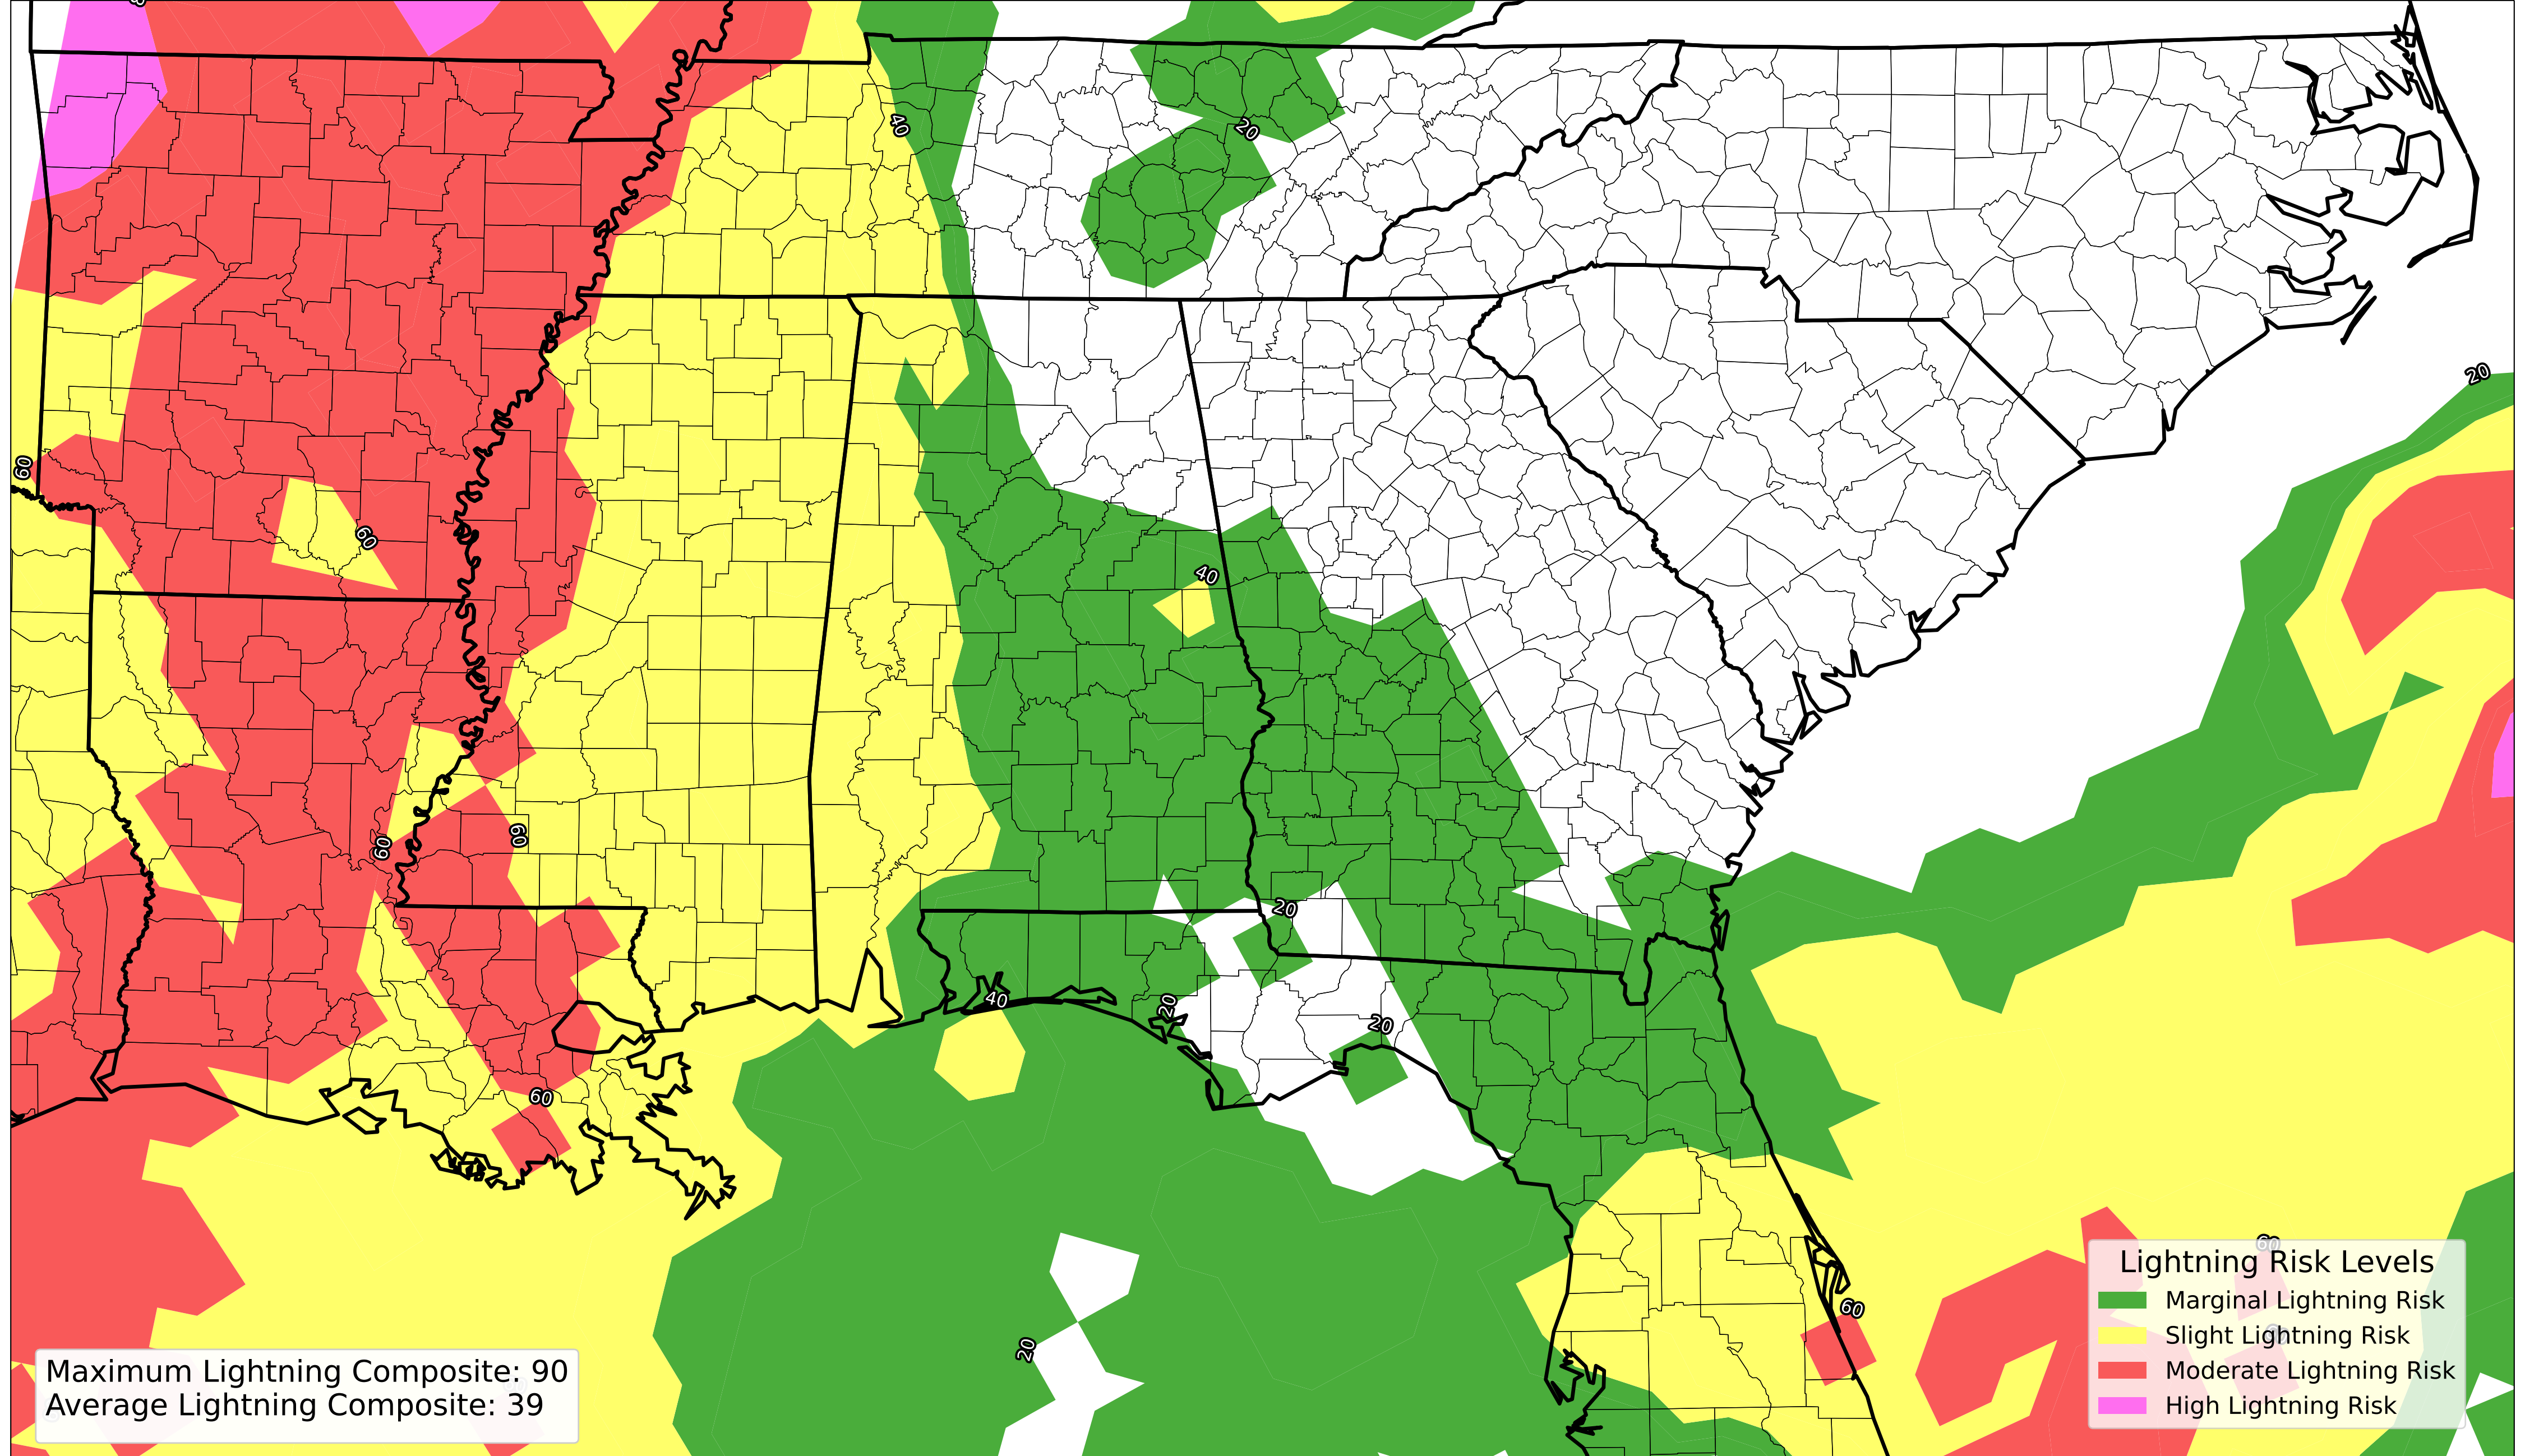 40
20
20
60
60
40
60
60
20
40
20
20
60
60
60
20
Lightning Risk Levels
Marginal Lightning Risk
Slight Lightning Risk
Moderate Lightning Risk
High Lightning Risk
Maximum Lightning Composite: 90
Average Lightning Composite: 39